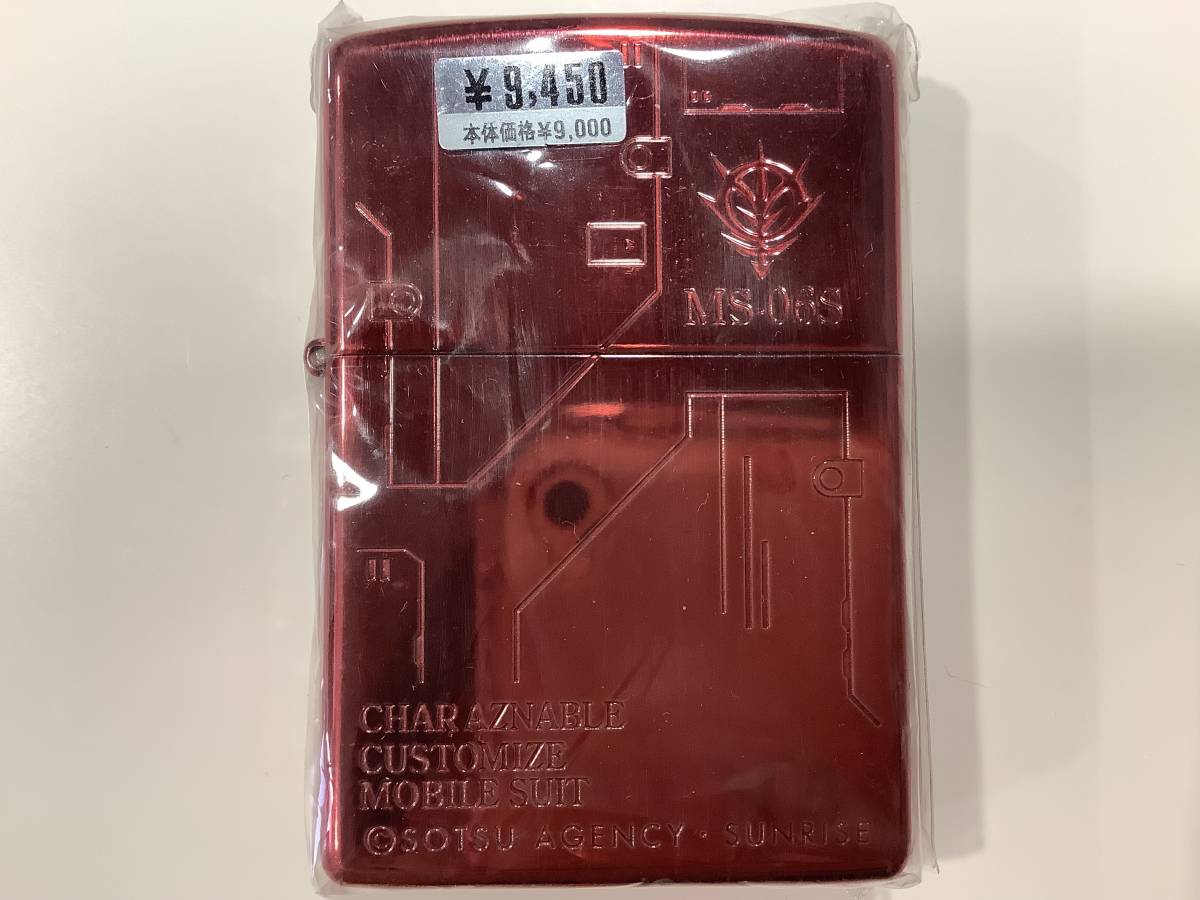 ¥9,450
本体価格¥9,000
MS-06S
CHAR AZNABLE
CUSTOMIZE
MOBILE SUIT
©SOTSU AGENCY・SUNRISE